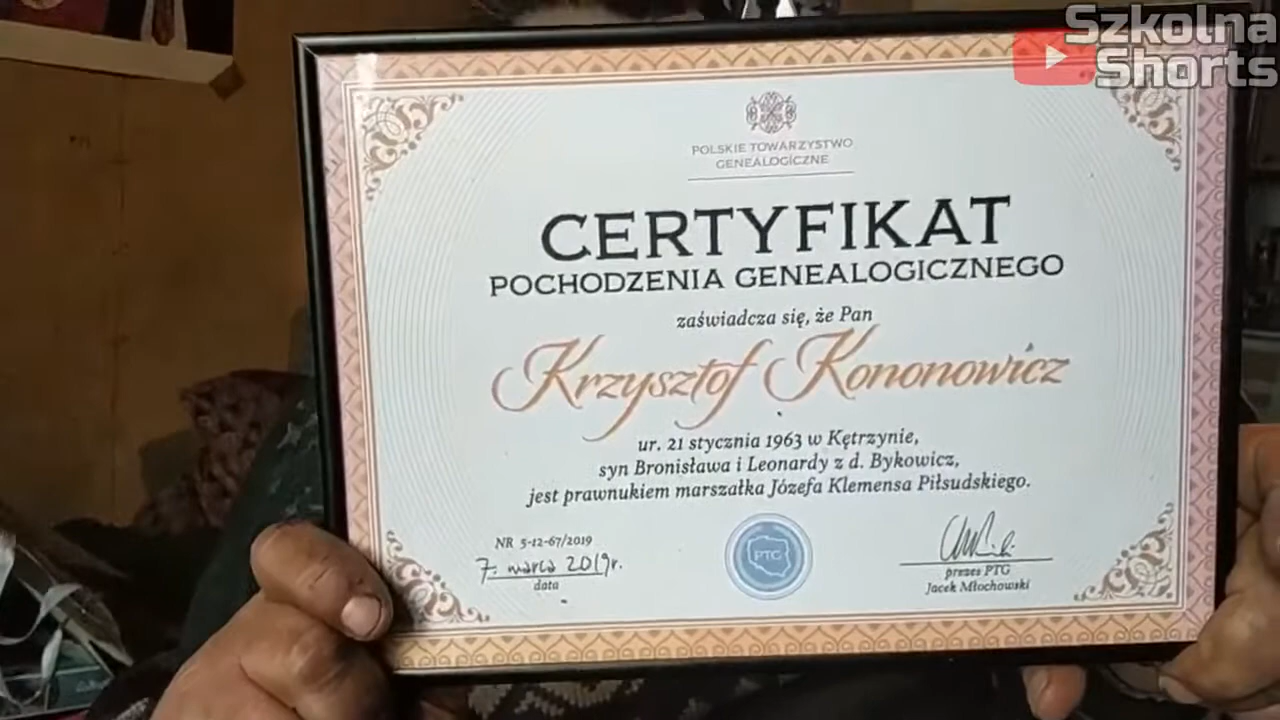 Szkolna
Shorts
POLSKIE TOWARZYSTWO
GENEALOGICZNE
CERTYFIKAT
POCHODZENIA GENEALOGICZNEGO
zaświadcza się, że Pan
Krzysztof Kononowicz
ur. 21 stycznia 1963 w Kętrzynie,
syn Bronisława i Leonardy z d. Bykowicz,
jest prawnukiem marszałka Józefa Klemensa Piłsudskiego.
NR 5-12-67/2019
7. marca 2019r.
data
PTG
prezes PTG
Jacek Młochowski